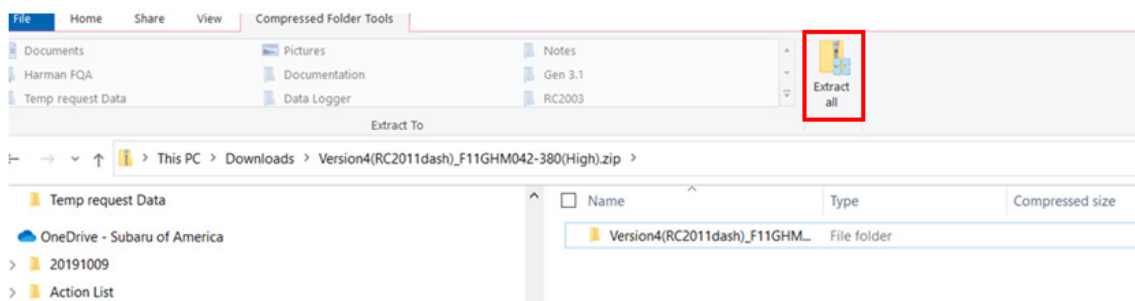 File Home Share View Compressed Folder Tools
Documents Pictures Notes
Harman FQA Documentation Gen 3.1
Temp request Data Data Logger RC2003
Extract all
Extract To
This PC > Downloads > Version4(RC2011dash)_F11GHM042-380(High).zip >
Temp request Data
Name Type Compressed size
OneDrive - Subaru of America
Version4(RC2011dash)_F11GHM... File folder
20191009
Action List